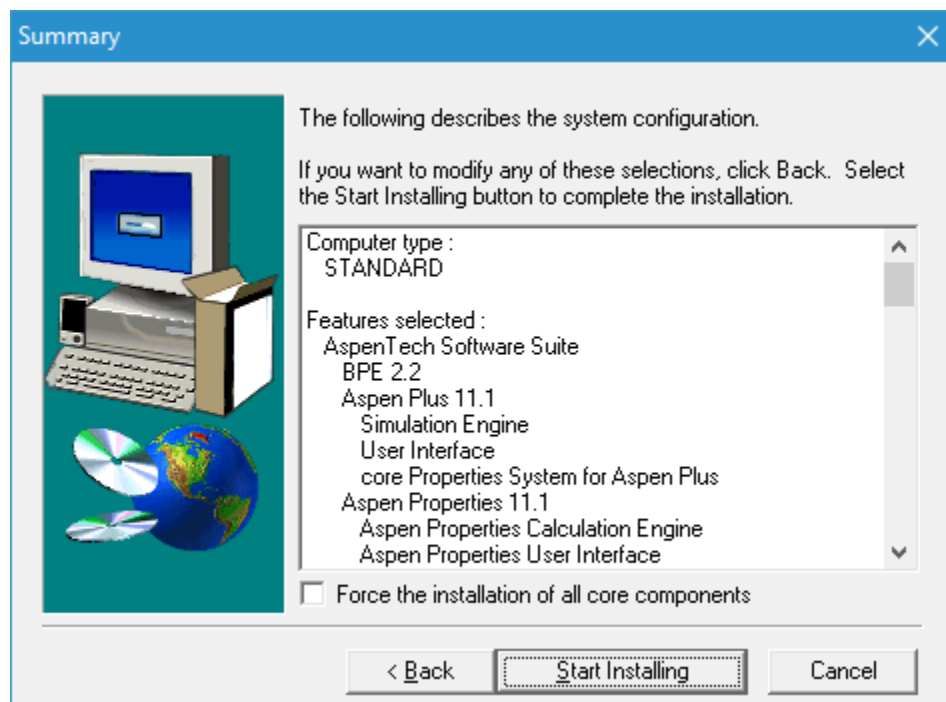 Summary
The following describes the system configuration.
If you want to modify any of these selections, click Back. Select
the Start Installing button to complete the installation.
Computer type :
STANDARD
Features selected :
AspenTech Software Suite
BPE 2.2
Aspen Plus 11.1
Simulation Engine
User Interface
core Properties System for Aspen Plus
Aspen Properties 11.1
Aspen Properties Calculation Engine
Aspen Properties User Interface
Force the installation of all core components
< Back
Start Installing
Cancel